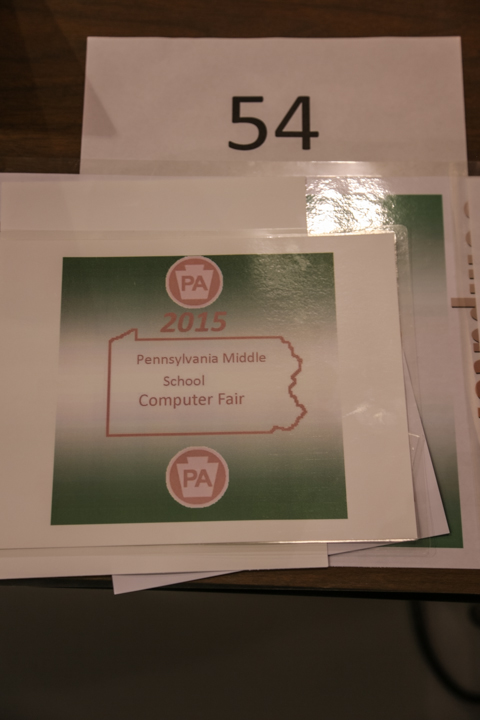 54
PA
2015
Pennsylvania Middle
School
Computer Fair
PA